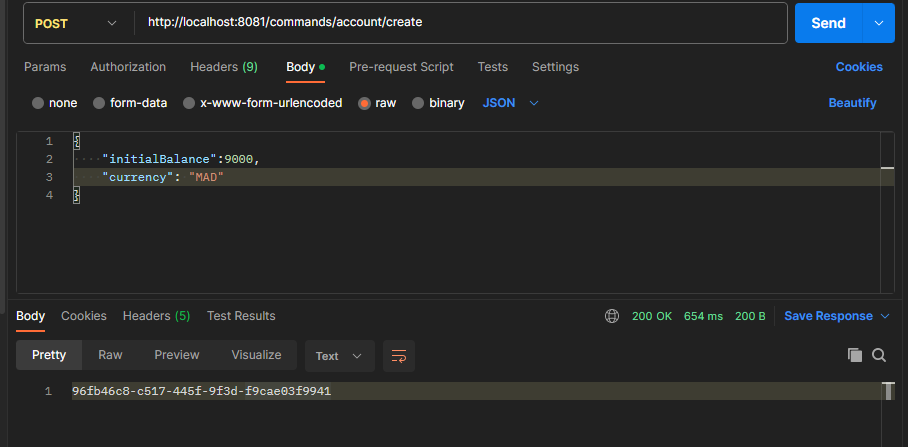 POST http://localhost:8081/commands/account/create Send
Params Authorization Headers (9) Body Pre-request Script Tests Settings Cookies
none form-data x-www-form-urlencoded raw binary JSON Beautify
1 {
2 "initialBalance":9000,
3 "currency": "MAD"
4 }
Body Cookies Headers (5) Test Results 200 OK 654 ms 200 B Save Response
Pretty Raw Preview Visualize Text
1 96fb46c8-c517-445f-9f3d-f9cae03f9941